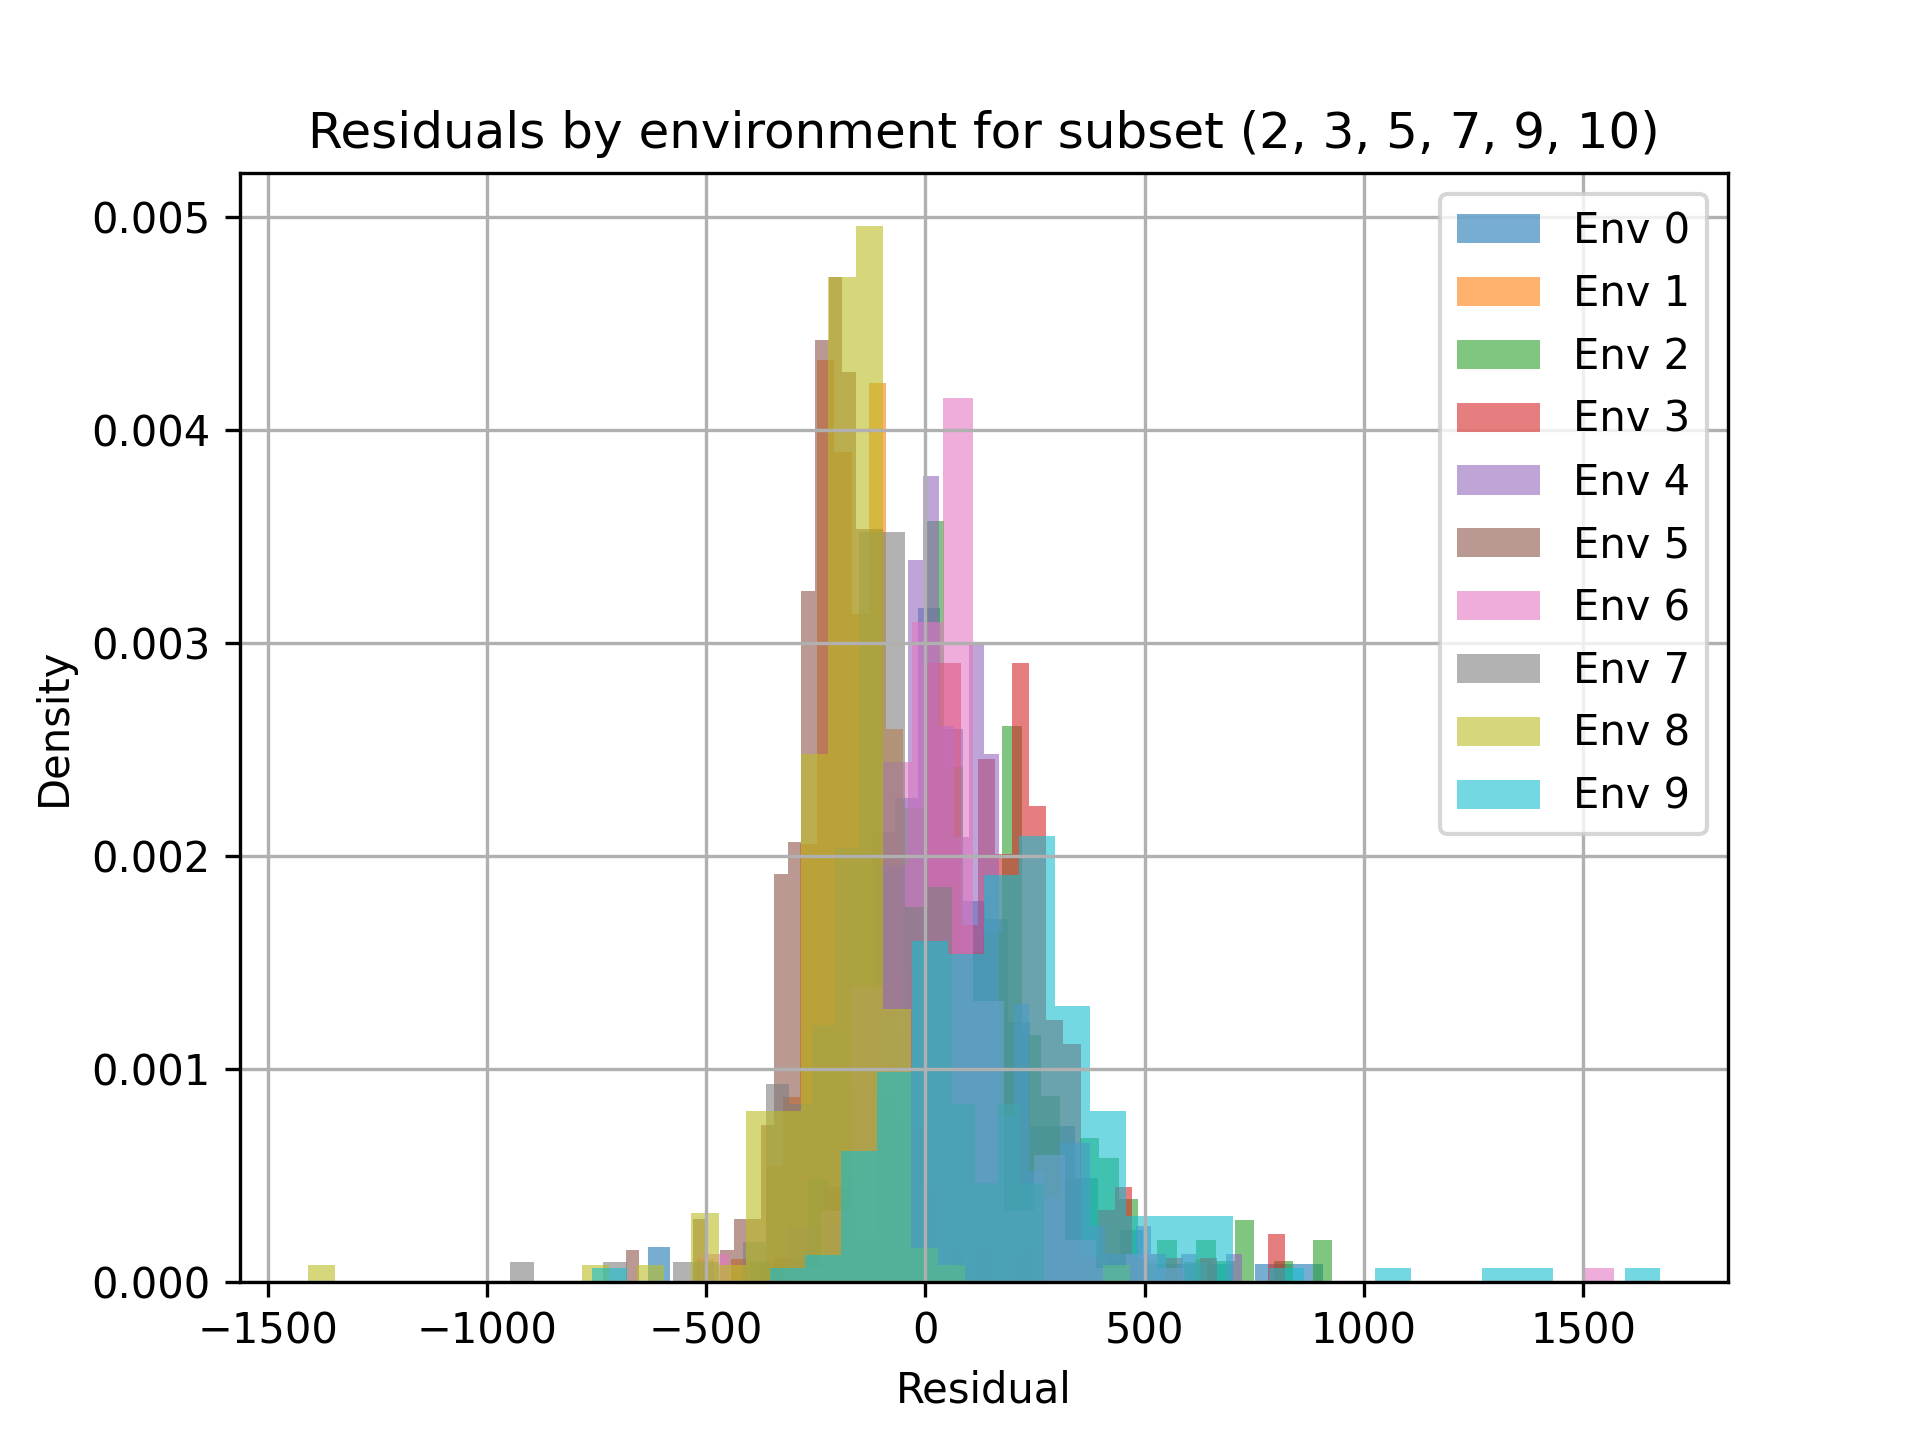 Residuals by environment for subset (2, 3, 5, 7, 9, 10)
0.005
0.004
0.003
0.002
0.001
0.000
Density
Env 0
Env 1
Env 2
Env 3
Env 4
Env 5
Env 6
Env 7
Env 8
Env 9
−1500 −1000 −500 0 500 1000 1500
Residual